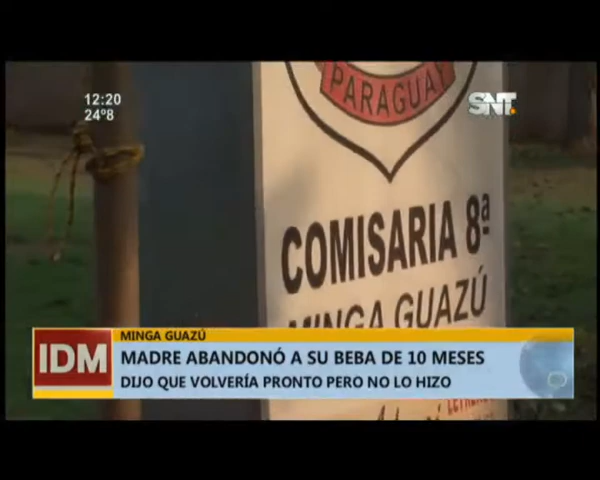 12:20
24°8
SNT
PARAGUAY
COMISARIA 8ª
MINGA GUAZÚ
IDM
MINGA GUAZÚ
MADRE ABANDONÓ A SU BEBA DE 10 MESES
DIJO QUE VOLVERÍA PRONTO PERO NO LO HIZO